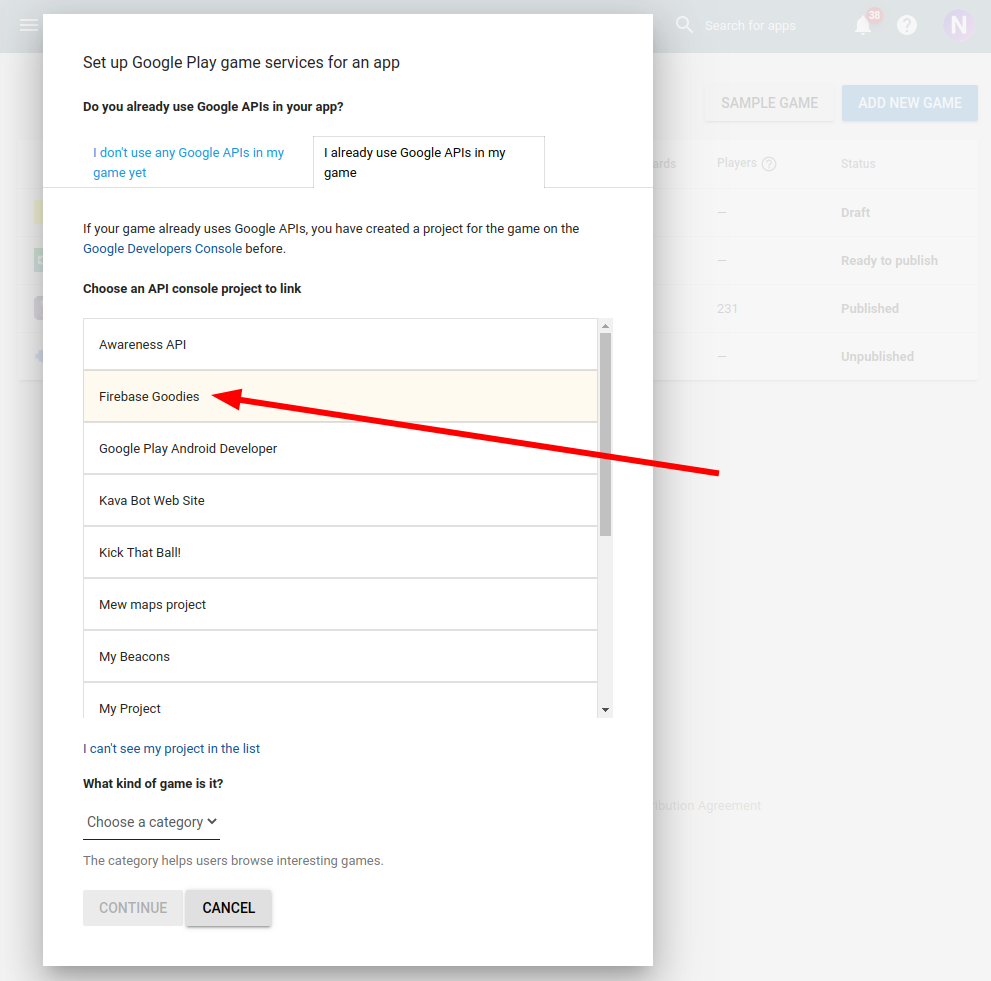 Search for apps
38
N
SAMPLE GAME
ADD NEW GAME
Set up Google Play game services for an app
Do you already use Google APIs in your app?
I don't use any Google APIs in my
game yet
I already use Google APIs in my
game
If your game already uses Google APIs, you have created a project for the game on the
Google Developers Console before.
Choose an API console project to link
Awareness API
Firebase Goodies
Google Play Android Developer
Kava Bot Web Site
Kick That Ball!
Mew maps project
My Beacons
My Project
I can't see my project in the list
What kind of game is it?
Choose a category
The category helps users browse interesting games.
CONTINUE
CANCEL
Players ?
Status
–
Draft
–
Ready to publish
231
Published
–
Unpublished
Agreement